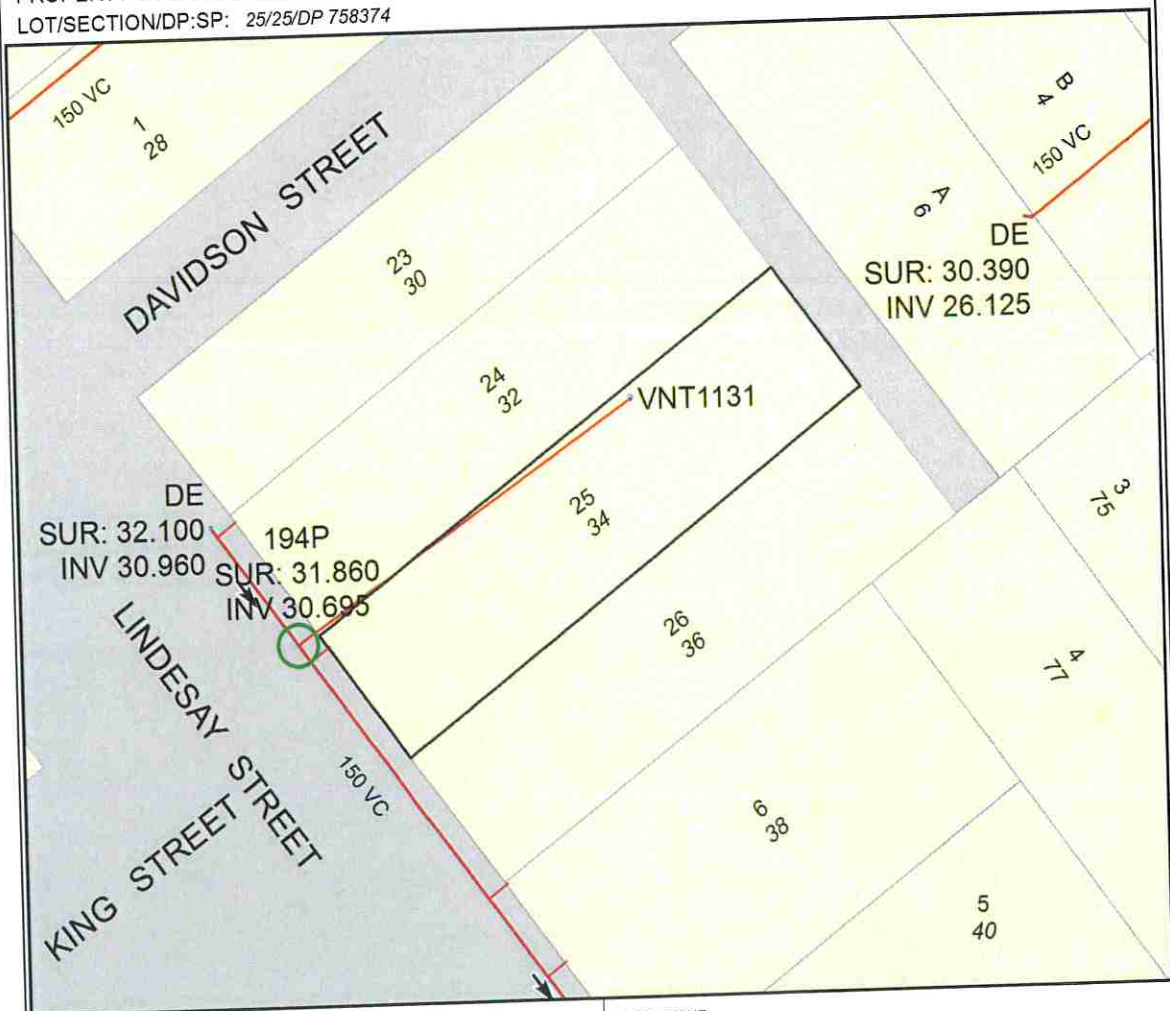 LOT/SECTION/DP:SP: 25/25/DP 758374
150 VC
1
28
DAVIDSON STREET
23
30
24
32
B
4
150 VC
A
6
DE
SUR: 30.390
INV 26.125
VNT1131
25
34
DE
SUR: 32.100
INV 30.960
194P
SUR: 31.860
INV 30.695
LINDESAY STREET
KING STREET
150 VC
26
36
3
75
4
77
6
38
5
40